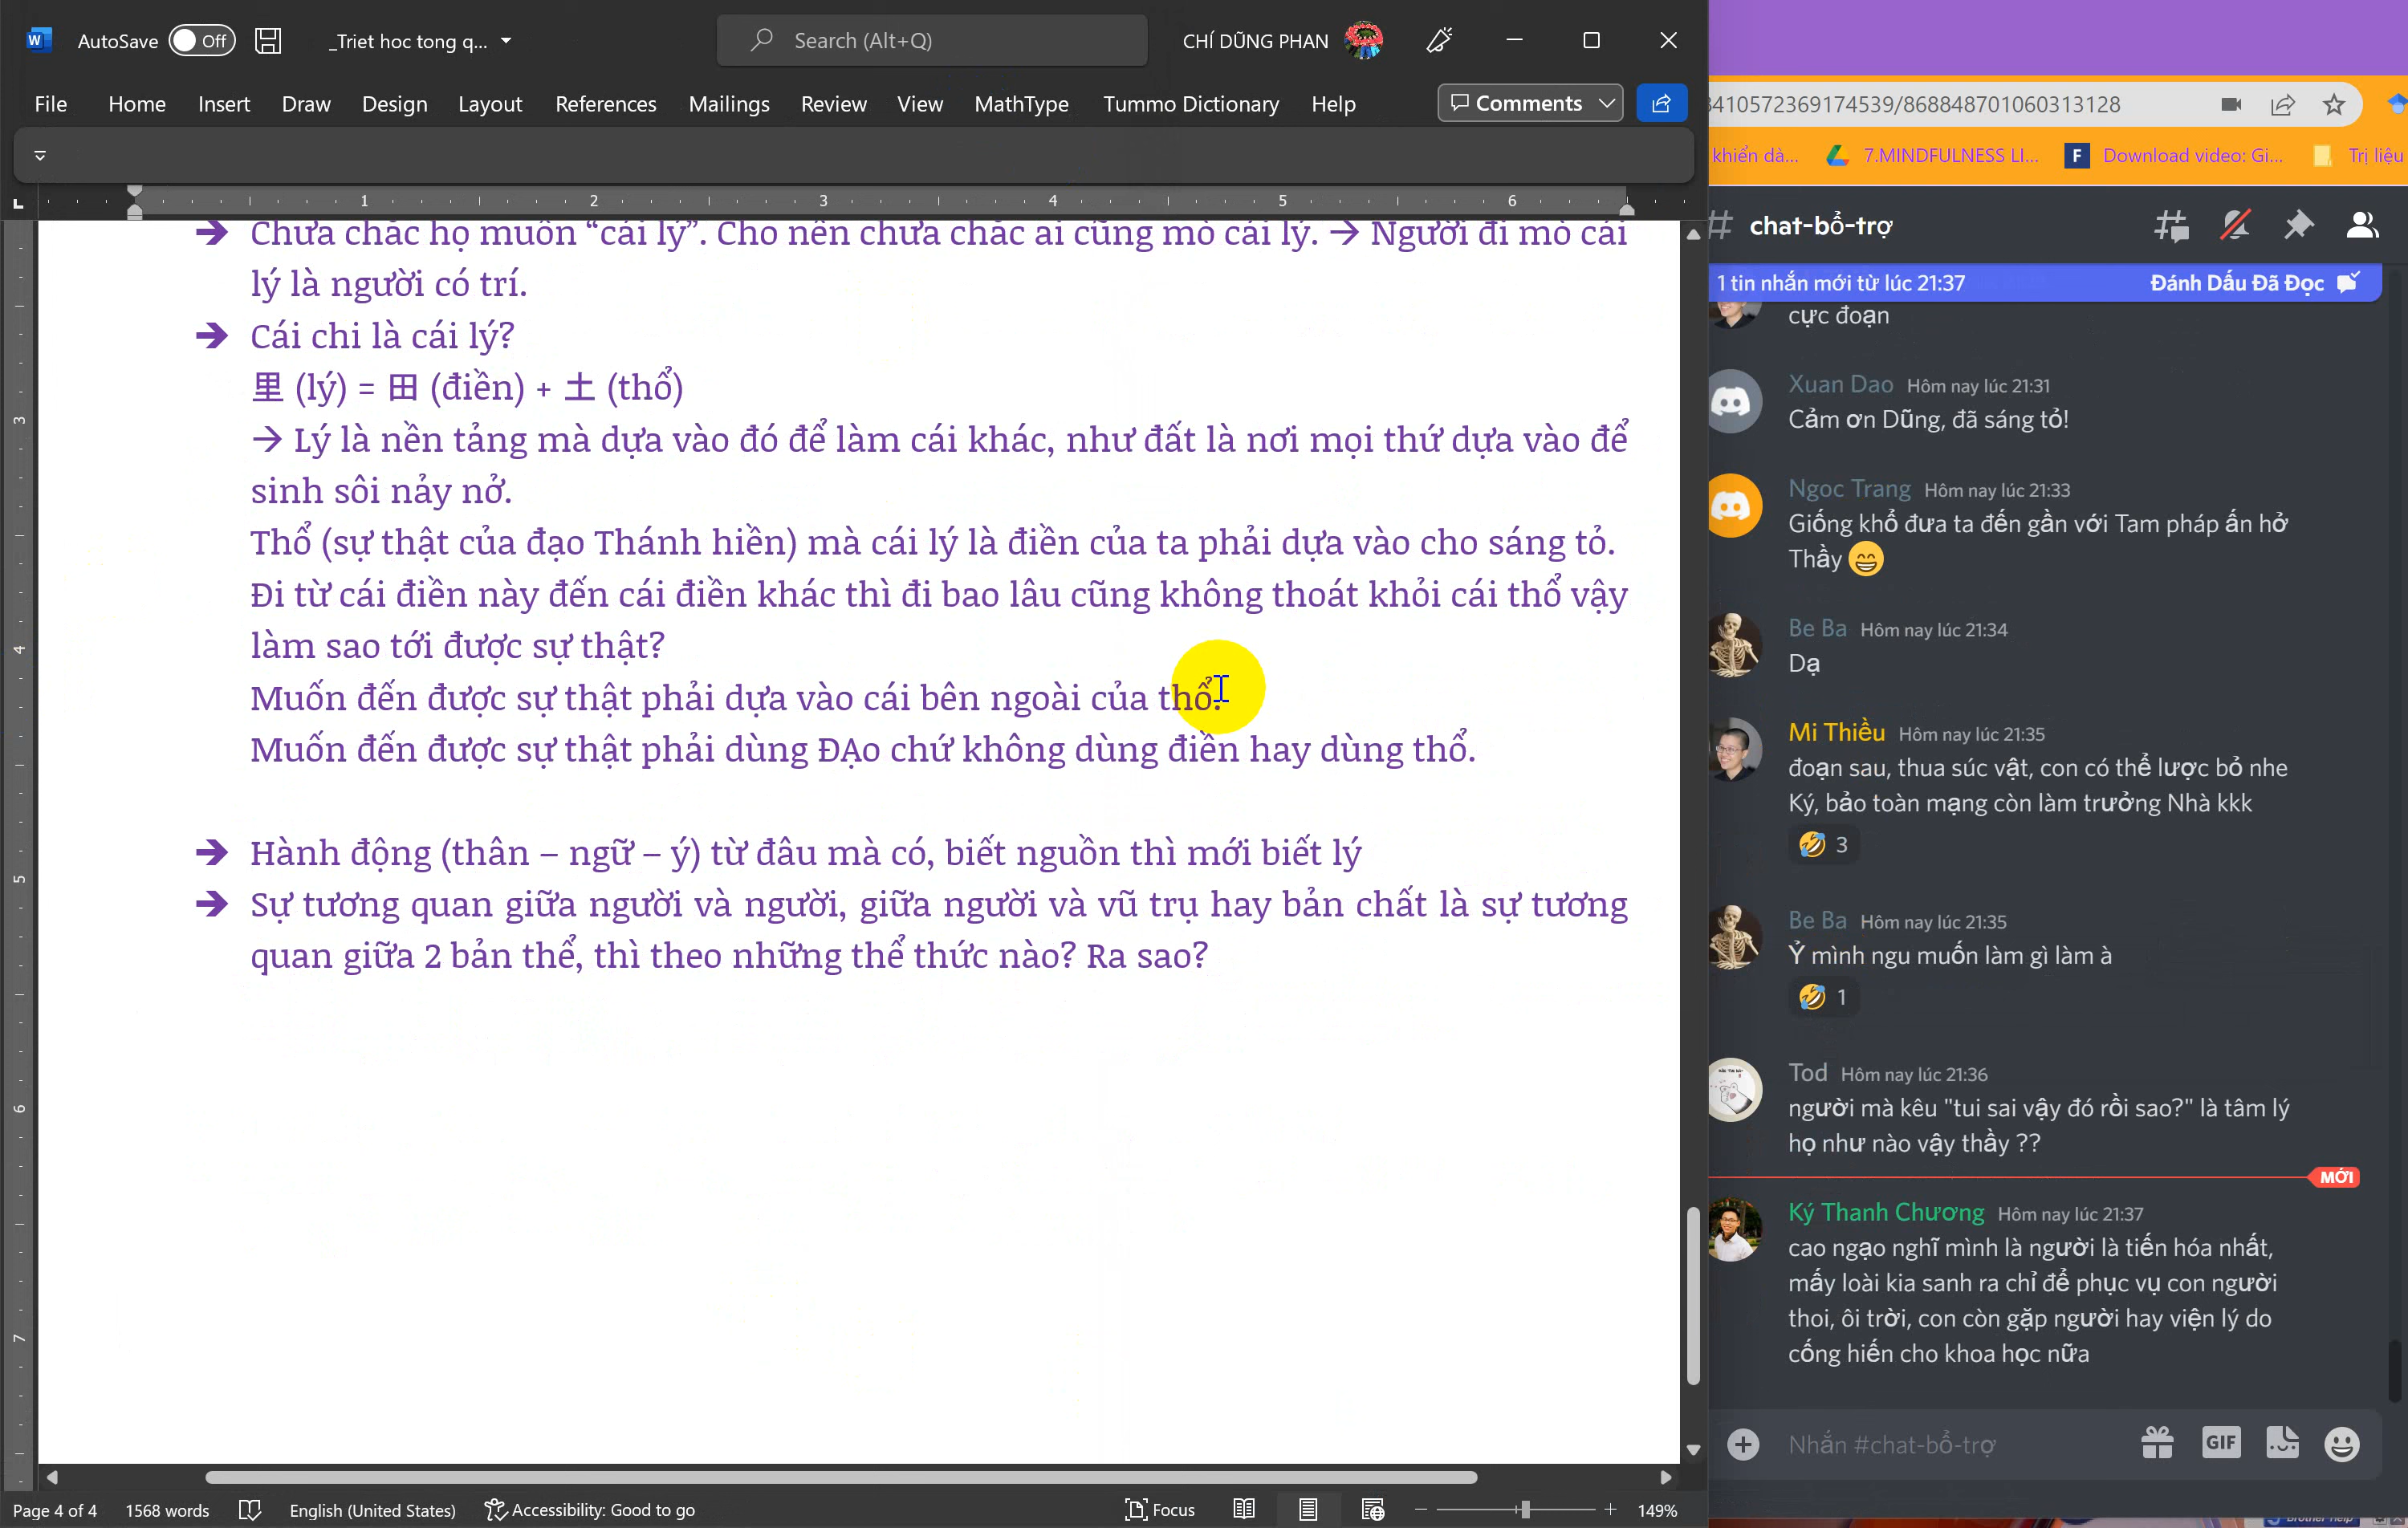 AutoSave Off _Triet hoc tong q... Search (Alt+Q) CHÍ DŨNG PHAN
File Home Insert Draw Design Layout References Mailings Review View MathType Tummo Dictionary Help Comments
1 2 3 4 5 6
➔ Chưa chắc họ muốn “cái lý”. Cho nên chưa chắc ai cũng mò cái lý. → Người đi mò cái
lý là người có trí.
➔ Cái chi là cái lý?
里 (lý) = 田 (điền) + 土 (thổ)
→ Lý là nền tảng mà dựa vào đó để làm cái khác, như đất là nơi mọi thứ dựa vào để
sinh sôi nảy nở.
Thổ (sự thật của đạo Thánh hiền) mà cái lý là điền của ta phải dựa vào cho sáng tỏ.
Đi từ cái điền này đến cái điền khác thì đi bao lâu cũng không thoát khỏi cái thổ vậy
làm sao tới được sự thật?
Muốn đến được sự thật phải dựa vào cái bên ngoài của thổ.
Muốn đến được sự thật phải dùng ĐẠo chứ không dùng điền hay dùng thổ.
➔ Hành động (thân – ngữ – ý) từ đâu mà có, biết nguồn thì mới biết lý
➔ Sự tương quan giữa người và người, giữa người và vũ trụ hay bản chất là sự tương
quan giữa 2 bản thể, thì theo những thể thức nào? Ra sao?
3
4
5
6
7
Page 4 of 4 1568 words English (United States) Accessibility: Good to go Focus 149%
410572369174539/868848701060313128
khiển dà... 7.MINDFULNESS LI... F Download video: Gi... Trị liệu
# chat-bổ-trợ
1 tin nhắn mới từ lúc 21:37 Đánh Dấu Đã Đọc
cực đoạn
Xuan Dao Hôm nay lúc 21:31
Cảm ơn Dũng, đã sáng tỏ!
Ngoc Trang Hôm nay lúc 21:33
Giống khổ đưa ta đến gần với Tam pháp ấn hở
Thầy 😄
Be Ba Hôm nay lúc 21:34
Dạ
Mi Thiều Hôm nay lúc 21:35
đoạn sau, thua súc vật, con có thể lược bỏ nhe
Ký, bảo toàn mạng còn làm trưởng Nhà kkk
🤣 3
Be Ba Hôm nay lúc 21:35
Ỷ mình ngu muốn làm gì làm à
🤣 1
Tod Hôm nay lúc 21:36
người mà kêu "tui sai vậy đó rồi sao?" là tâm lý
họ như nào vậy thầy ??
MỚI
Ký Thanh Chương Hôm nay lúc 21:37
cao ngạo nghĩ mình là người là tiến hóa nhất,
mấy loài kia sanh ra chỉ để phục vụ con người
thoi, ôi trời, con còn gặp người hay viện lý do
cống hiến cho khoa học nữa
Nhắn #chat-bổ-trợ GIF